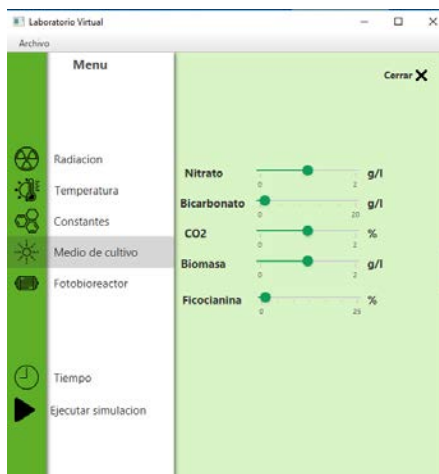 Laboratorio Virtual
Archivo
Menu
Cerrar
Radiacion
Temperatura
Constantes
Medio de cultivo
Fotobioreactor
Tiempo
Ejecutar simulacion
Nitrato g/l
0 2
Bicarbonato g/l
0 20
CO2 %
0 2
Biomasa g/l
0 2
Ficocianina %
0 25